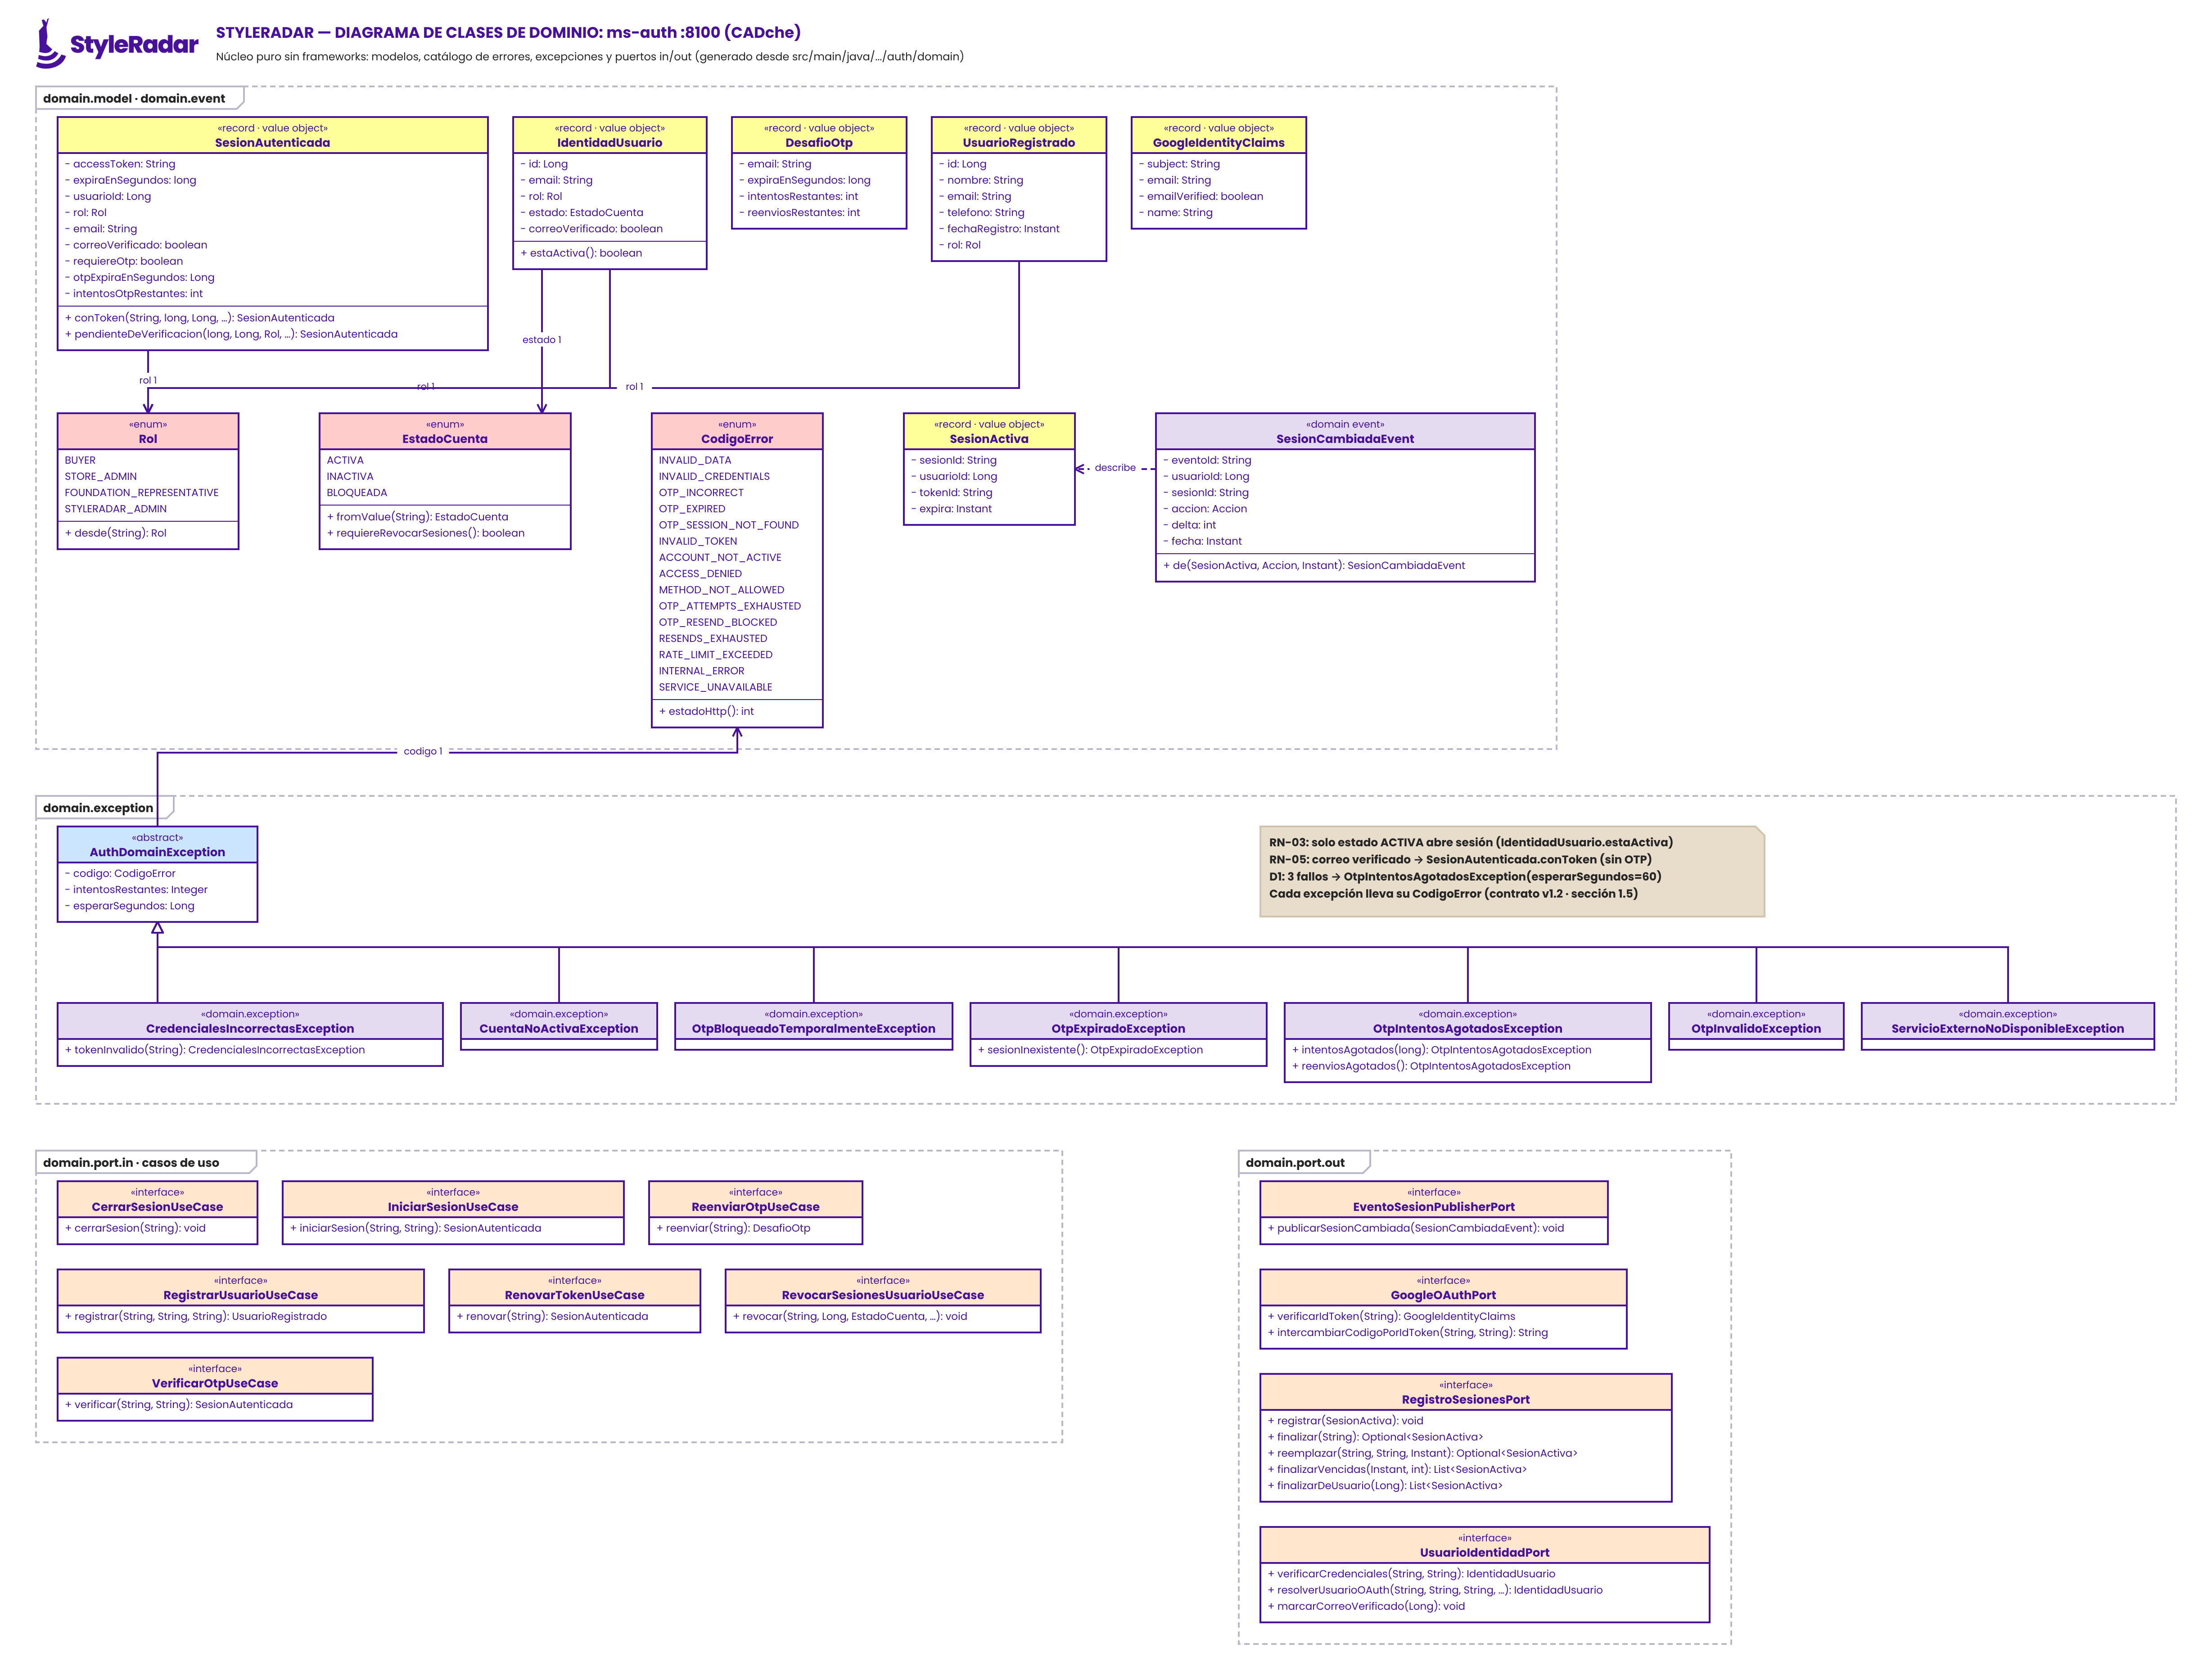 StyleRadar
STYLERADAR — DIAGRAMA DE CLASES DE DOMINIO: ms-auth :8100 (CADche)
Núcleo puro sin frameworks: modelos, catálogo de errores, excepciones y puertos in/out (generado desde src/main/java/.../auth/domain)
domain.model · domain.event
«record · value object»
SesionAutenticada
- accessToken: String
- expiraEnSegundos: long
- usuarioId: Long
- rol: Rol
- email: String
- correoVerificado: boolean
- requiereOtp: boolean
- otpExpiraEnSegundos: Long
- intentosOtpRestantes: int
+ conToken(String, long, Long, ...): SesionAutenticada
+ pendienteDeVerificacion(long, Long, Rol, ...): SesionAutenticada
«record · value object»
IdentidadUsuario
- id: Long
- email: String
- rol: Rol
- estado: EstadoCuenta
- correoVerificado: boolean
+ estaActiva(): boolean
«record · value object»
DesafioOtp
- email: String
- expiraEnSegundos: long
- intentosRestantes: int
- reenviosRestantes: int
«record · value object»
UsuarioRegistrado
- id: Long
- nombre: String
- email: String
- telefono: String
- fechaRegistro: Instant
- rol: Rol
«record · value object»
GoogleIdentityClaims
- subject: String
- email: String
- emailVerified: boolean
- name: String
estado 1
rol 1
rol 1
rol 1
«enum»
Rol
BUYER
STORE_ADMIN
FOUNDATION_REPRESENTATIVE
STYLERADAR_ADMIN
+ desde(String): Rol
«enum»
EstadoCuenta
ACTIVA
INACTIVA
BLOQUEADA
+ fromValue(String): EstadoCuenta
+ requiereRevocarSesiones(): boolean
«enum»
CodigoError
INVALID_DATA
INVALID_CREDENTIALS
OTP_INCORRECT
OTP_EXPIRED
OTP_SESSION_NOT_FOUND
INVALID_TOKEN
ACCOUNT_NOT_ACTIVE
ACCESS_DENIED
METHOD_NOT_ALLOWED
OTP_ATTEMPTS_EXHAUSTED
OTP_RESEND_BLOCKED
RESENDS_EXHAUSTED
RATE_LIMIT_EXCEEDED
INTERNAL_ERROR
SERVICE_UNAVAILABLE
+ estadoHttp(): int
«record · value object»
SesionActiva
- sesionId: String
- usuarioId: Long
- tokenId: String
- expira: Instant
describe
«domain event»
SesionCambiadaEvent
- eventoId: String
- usuarioId: Long
- sesionId: String
- accion: Accion
- delta: int
- fecha: Instant
+ de(SesionActiva, Accion, Instant): SesionCambiadaEvent
codigo 1
domain.exception
«abstract»
AuthDomainException
- codigo: CodigoError
- intentosRestantes: Integer
- esperarSegundos: Long
RN-03: solo estado ACTIVA abre sesión (IdentidadUsuario.estaActiva)
RN-05: correo verificado → SesionAutenticada.conToken (sin OTP)
D1: 3 fallos → OtpIntentosAgotadosException(esperarSegundos=60)
Cada excepción lleva su CodigoError (contrato v1.2 · sección 1.5)
«domain.exception»
CredencialesIncorrectasException
+ tokenInvalido(String): CredencialesIncorrectasException
«domain.exception»
CuentaNoActivaException
«domain.exception»
OtpBloqueadoTemporalmenteException
«domain.exception»
OtpExpiradoException
+ sesionInexistente(): OtpExpiradoException
«domain.exception»
OtpIntentosAgotadosException
+ intentosAgotados(long): OtpIntentosAgotadosException
+ reenviosAgotados(): OtpIntentosAgotadosException
«domain.exception»
OtpInvalidoException
«domain.exception»
ServicioExternoNoDisponibleException
domain.port.in · casos de uso
«interface»
CerrarSesionUseCase
+ cerrarSesion(String): void
«interface»
IniciarSesionUseCase
+ iniciarSesion(String, String): SesionAutenticada
«interface»
ReenviarOtpUseCase
+ reenviar(String): DesafioOtp
«interface»
RegistrarUsuarioUseCase
+ registrar(String, String, String): UsuarioRegistrado
«interface»
RenovarTokenUseCase
+ renovar(String): SesionAutenticada
«interface»
RevocarSesionesUsuarioUseCase
+ revocar(String, Long, EstadoCuenta, ...): void
«interface»
VerificarOtpUseCase
+ verificar(String, String): SesionAutenticada
domain.port.out
«interface»
EventoSesionPublisherPort
+ publicarSesionCambiada(SesionCambiadaEvent): void
«interface»
GoogleOAuthPort
+ verificarIdToken(String): GoogleIdentityClaims
+ intercambiarCodigoPorIdToken(String, String): String
«interface»
RegistroSesionesPort
+ registrar(SesionActiva): void
+ finalizar(String): Optional<SesionActiva>
+ reemplazar(String, String, Instant): Optional<SesionActiva>
+ finalizarVencidas(Instant, int): List<SesionActiva>
+ finalizarDeUsuario(Long): List<SesionActiva>
«interface»
UsuarioIdentidadPort
+ verificarCredenciales(String, String): IdentidadUsuario
+ resolverUsuarioOAuth(String, String, String, ...): IdentidadUsuario
+ marcarCorreoVerificado(Long): void